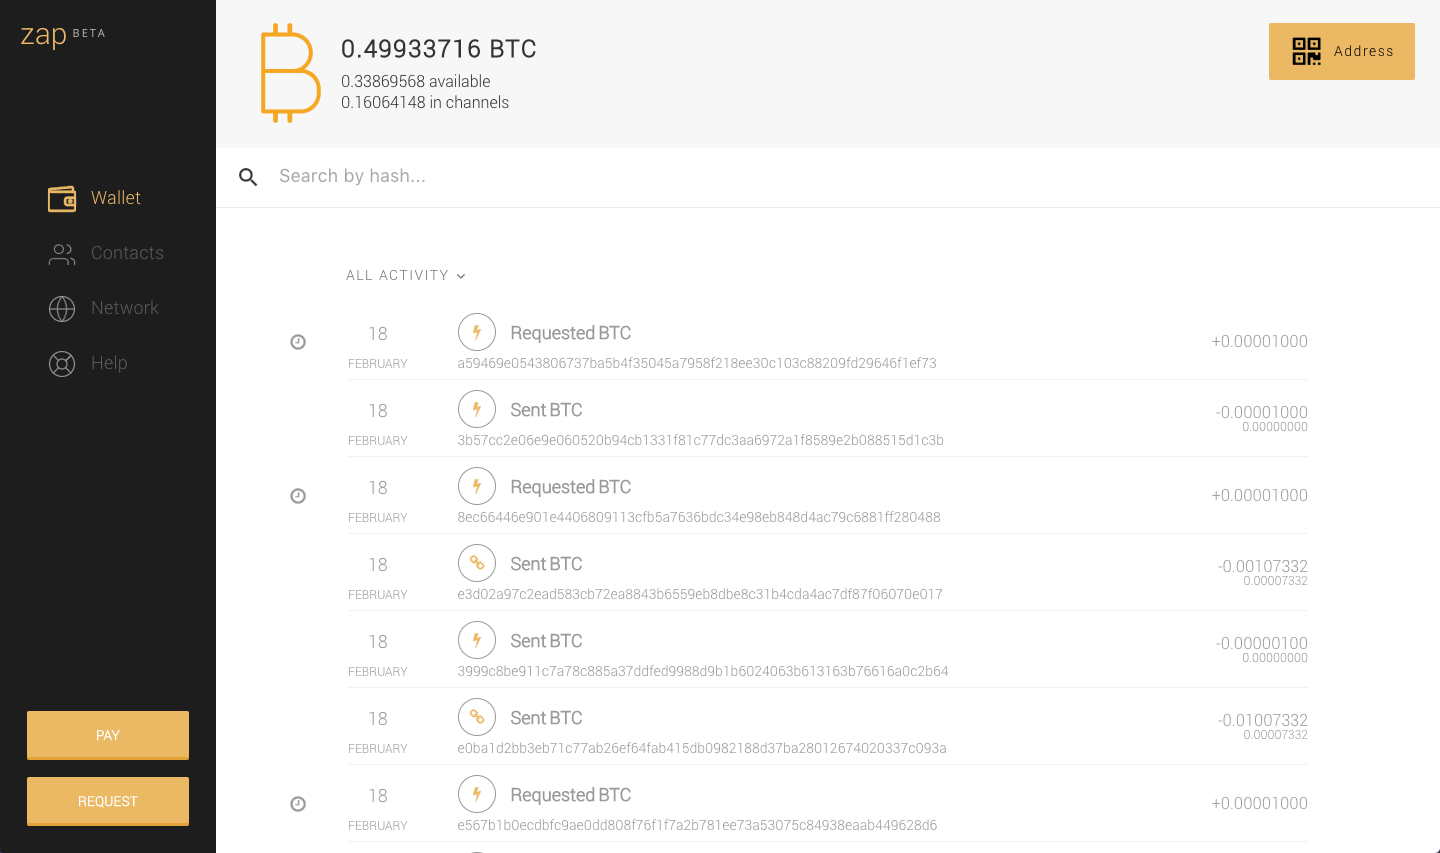 zap BETA
Wallet
Contacts
Network
Help
PAY
REQUEST
0.49933716 BTC
0.33869568 available
0.16064148 in channels
Address
Search by hash...
ALL ACTIVITY
18 Requested BTC +0.00001000
FEBRUARY a59469e0543806737ba5b4f35045a7958f218ee30c103c88209fd29646f1ef73
18 Sent BTC -0.00001000
0.00000000
FEBRUARY 3b57cc2e06e9e060520b94cb1331f81c77dc3aa6972a1f8589e2b088515d1c3b
18 Requested BTC +0.00001000
FEBRUARY 8ec66446e901e4406809113cfb5a7636bdc34e98eb848d4ac79c6881ff280488
18 Sent BTC -0.00107332
0.00007332
FEBRUARY e3d02a97c2ead583cb72ea8843b6559eb8dbe8c31b4cda4ac7df87f06070e017
18 Sent BTC -0.00000100
0.00000000
FEBRUARY 3999c8be911c7a78c885a37ddfed9988d9b1b6024063b613163b76616a0c2b64
18 Sent BTC -0.01007332
0.00007332
FEBRUARY e0ba1d2bb3eb71c77ab26ef64fab415db0982188d37ba28012674020337c093a
18 Requested BTC +0.00001000
FEBRUARY e567b1b0ecdbfc9ae0dd808f76f1f7a2b781ee73a53075c84938eaab449628d6